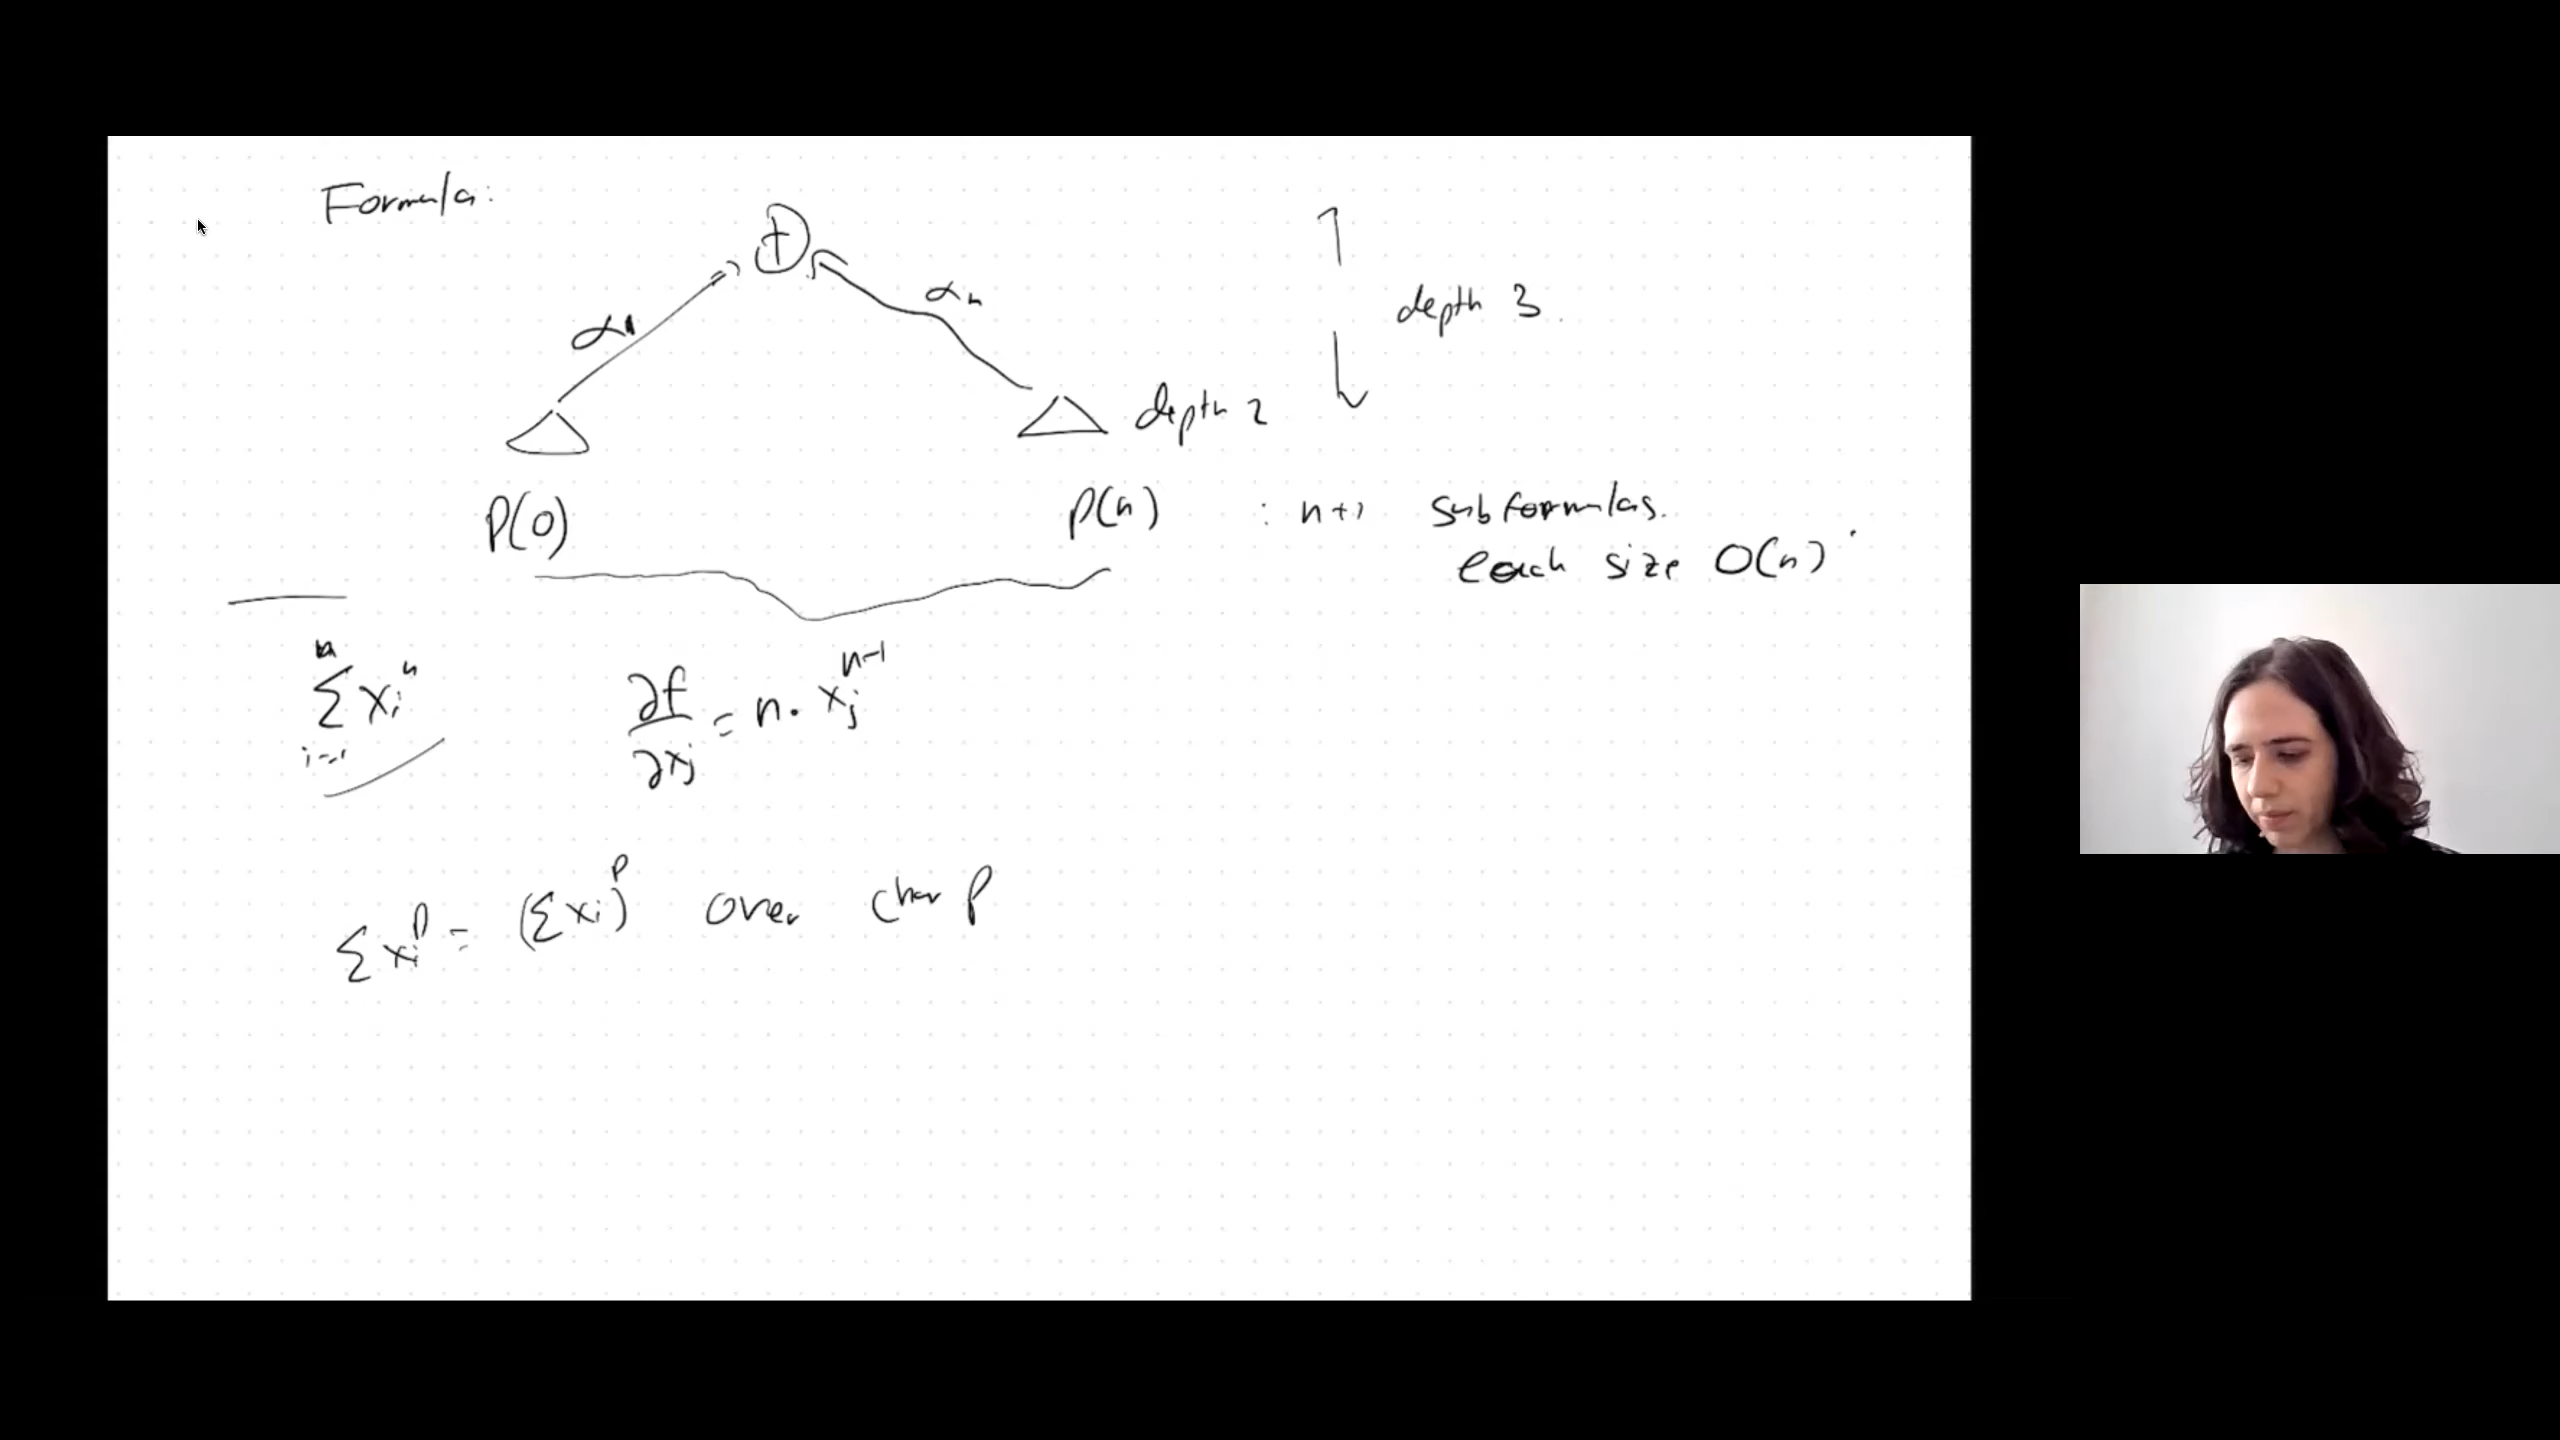 Formula:
+
α1
αn
depth 3.
depth 2
P(0)
P(n) : n+1 subformulas.
each size O(n)
n
∑ xᵢⁿ
i=1
∂f/∂xj = n · xj^(n-1)
∑ xi^p = (∑ xi)^p over char p